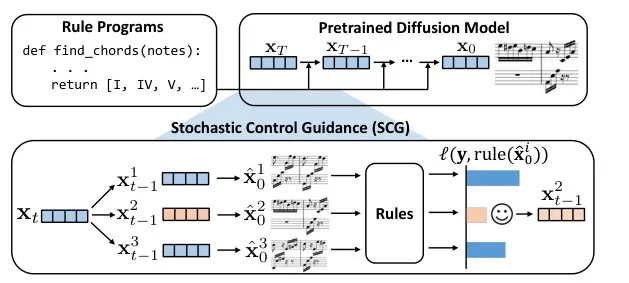 Rule Programs
def find_chords(notes):
. . .
return [I, IV, V, …]
Pretrained Diffusion Model
x_T x_{T−1} ... x_0
Stochastic Control Guidance (SCG)
x_t
x^1_{t−1} x̂^1_0
x^2_{t−1} x̂^2_0
x^3_{t−1} x̂^3_0
Rules
ℓ(y, rule(x̂^i_0))
x^2_{t−1}